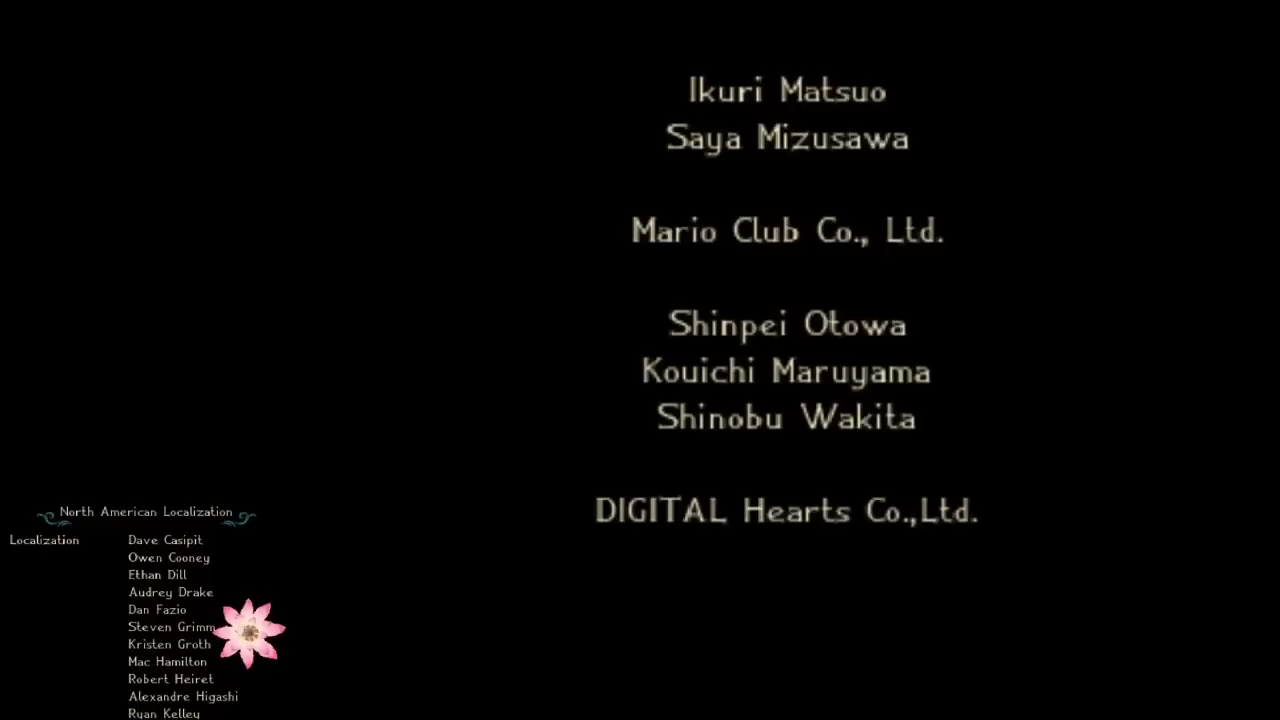 Ikuri Matsuo
Saya Mizusawa
Mario Club Co., Ltd.
Shinpei Otowa
Kouichi Maruyama
Shinobu Wakita
DIGITAL Hearts Co.,Ltd.
North American Localization
Localization Dave Casipit
Owen Cooney
Ethan Dill
Audrey Drake
Dan Fazio
Steven Grimm
Kristen Groth
Mac Hamilton
Robert Heiret
Alexandre Higashi
Ryan Kelley